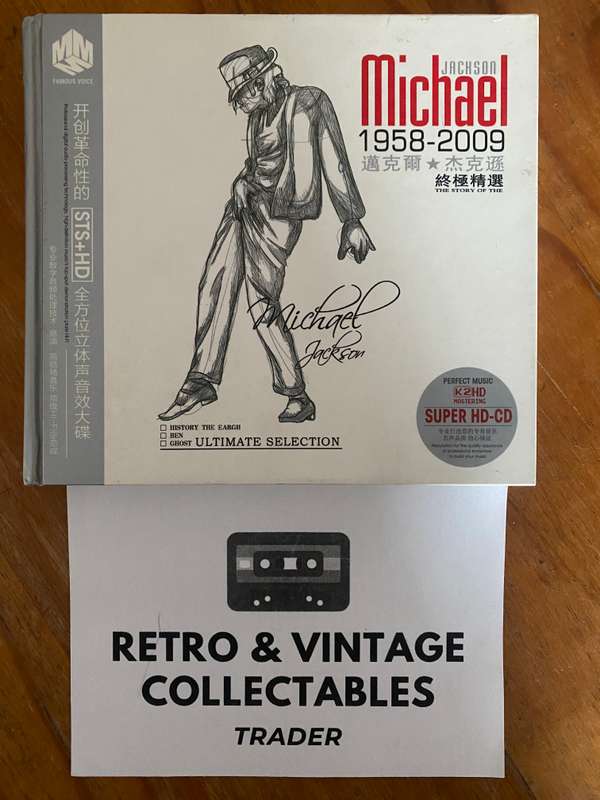 FAMOUS VOICE
开创革命性的 STS+HD 全方位立体声音效大碟
JACKSON
Michael
1958-2009
邁克爾★杰克遜
終極精選
THE STORY OF THE
Michael
Jackson
HISTORY THE EARGH
BEN
GHOST ULTIMATE SELECTION
PERFECT MUSIC
K2HD
MASTERING
SUPER HD-CD
RETRO & VINTAGE
COLLECTABLES
TRADER